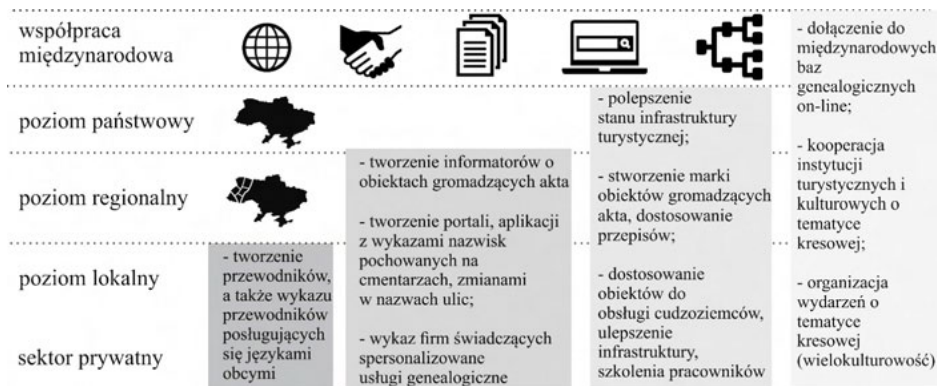 współpraca
międzynarodowa
poziom państwowy
poziom regionalny
poziom lokalny
sektor prywatny
- tworzenie
przewodników,
a także wykazu
przewodników
posługujących
się językami
obcymi
- tworzenie informatorów o
obiektach gromadzących akta
- tworzenie portali, aplikacji
z wykazami nazwisk
pochowanych na
cmentarzach, zmianami
w nazwach ulic;
- wykaz firm świadczących
spersonalizowane
usługi genealogiczne
- polepszenie
stanu infrastruktury
turystycznej;
- stworzenie marki
obiektów gromadzących
akta, dostosowanie
przepisów;
- dostosowanie
obiektów do
obsługi cudzoziemców,
ulepszenie
infrastruktury,
szkolenia pracowników
- dołączenie do
międzynarodowych
baz
genealogicznych
on-line;
- kooperacja
instytucji
turystycznych i
kulturowych o
tematyce
kresowej;
- organizacja
wydarzeń o
tematyce
kresowej
(wielokulturowość)